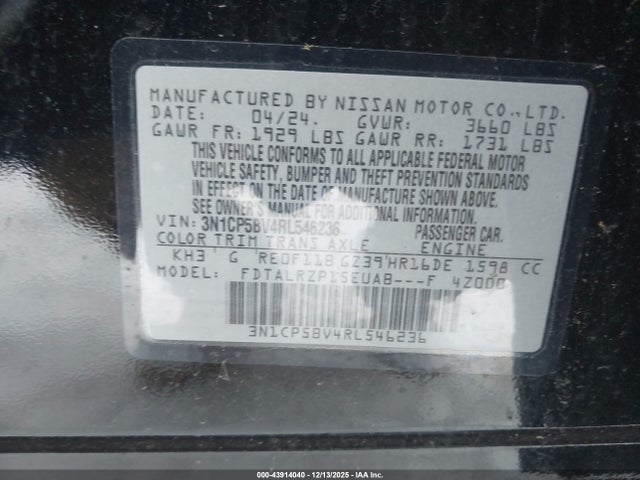 MANUFACTURED BY NISSAN MOTOR CO., LTD.
DATE: 04/24. GVWR: 3660 LBS
GAWR FR: 1929 LBS GAWR RR: 1731 LBS
THIS VEHICLE CONFORMS TO ALL APPLICABLE FEDERAL MOTOR
VEHICLE SAFETY, BUMPER AND THEFT PREVENTION STANDARDS
IN EFFECT ON THE DATE OF MANUFACTURE SHOWN ABOVE.
SEE OWNER'S MANUAL FOR ADDITIONAL INFORMATION.
VIN: 3N1CP5BV4RL546236 PASSENGER CAR.
COLOR TRIM TRANS AXLE ENGINE
KH3 G RE0F11B GZ39 HR16DE 1598 CC
MODEL: FDTALRZP15EUAB---F 4Z000
3N1CP5BV4RL546236
00-43914040 - 12/13/2025 - IAA Inc.